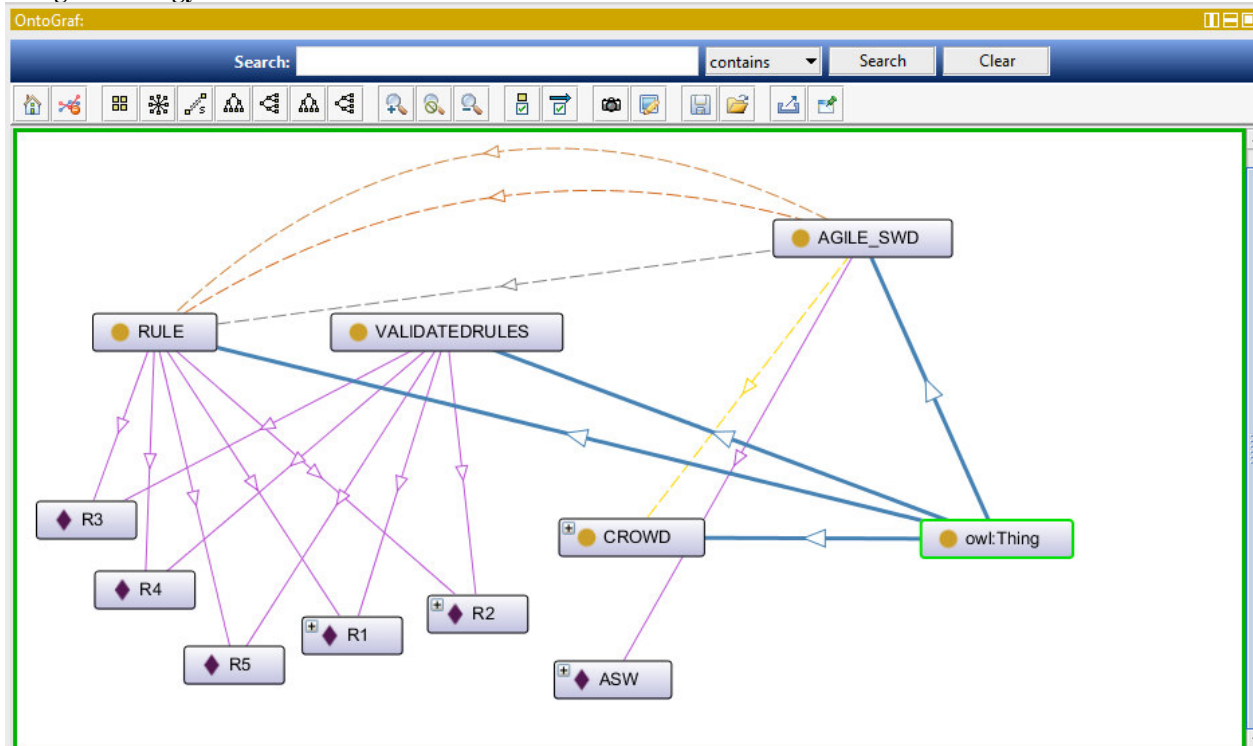 OntoGraf:
Search:
contains
Search
Clear
AGILE_SWD
RULE
VALIDATEDRULES
R3
CROWD
owl:Thing
R4
R2
R1
R5
ASW